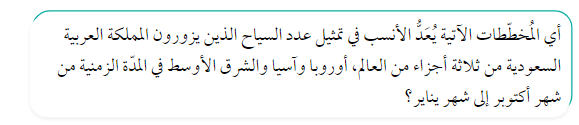 أي المُخطّطات الآتية يُعَدُّ الأنسب في تمثيل عدد السياح الذين يزورون المملكة العربية
السعودية من ثلاثة أجزاء من العالم، أوروبا وآسيا والشرق الأوسط في المدّة الزمنية من
شهر أكتوبر إلى شهر يناير؟